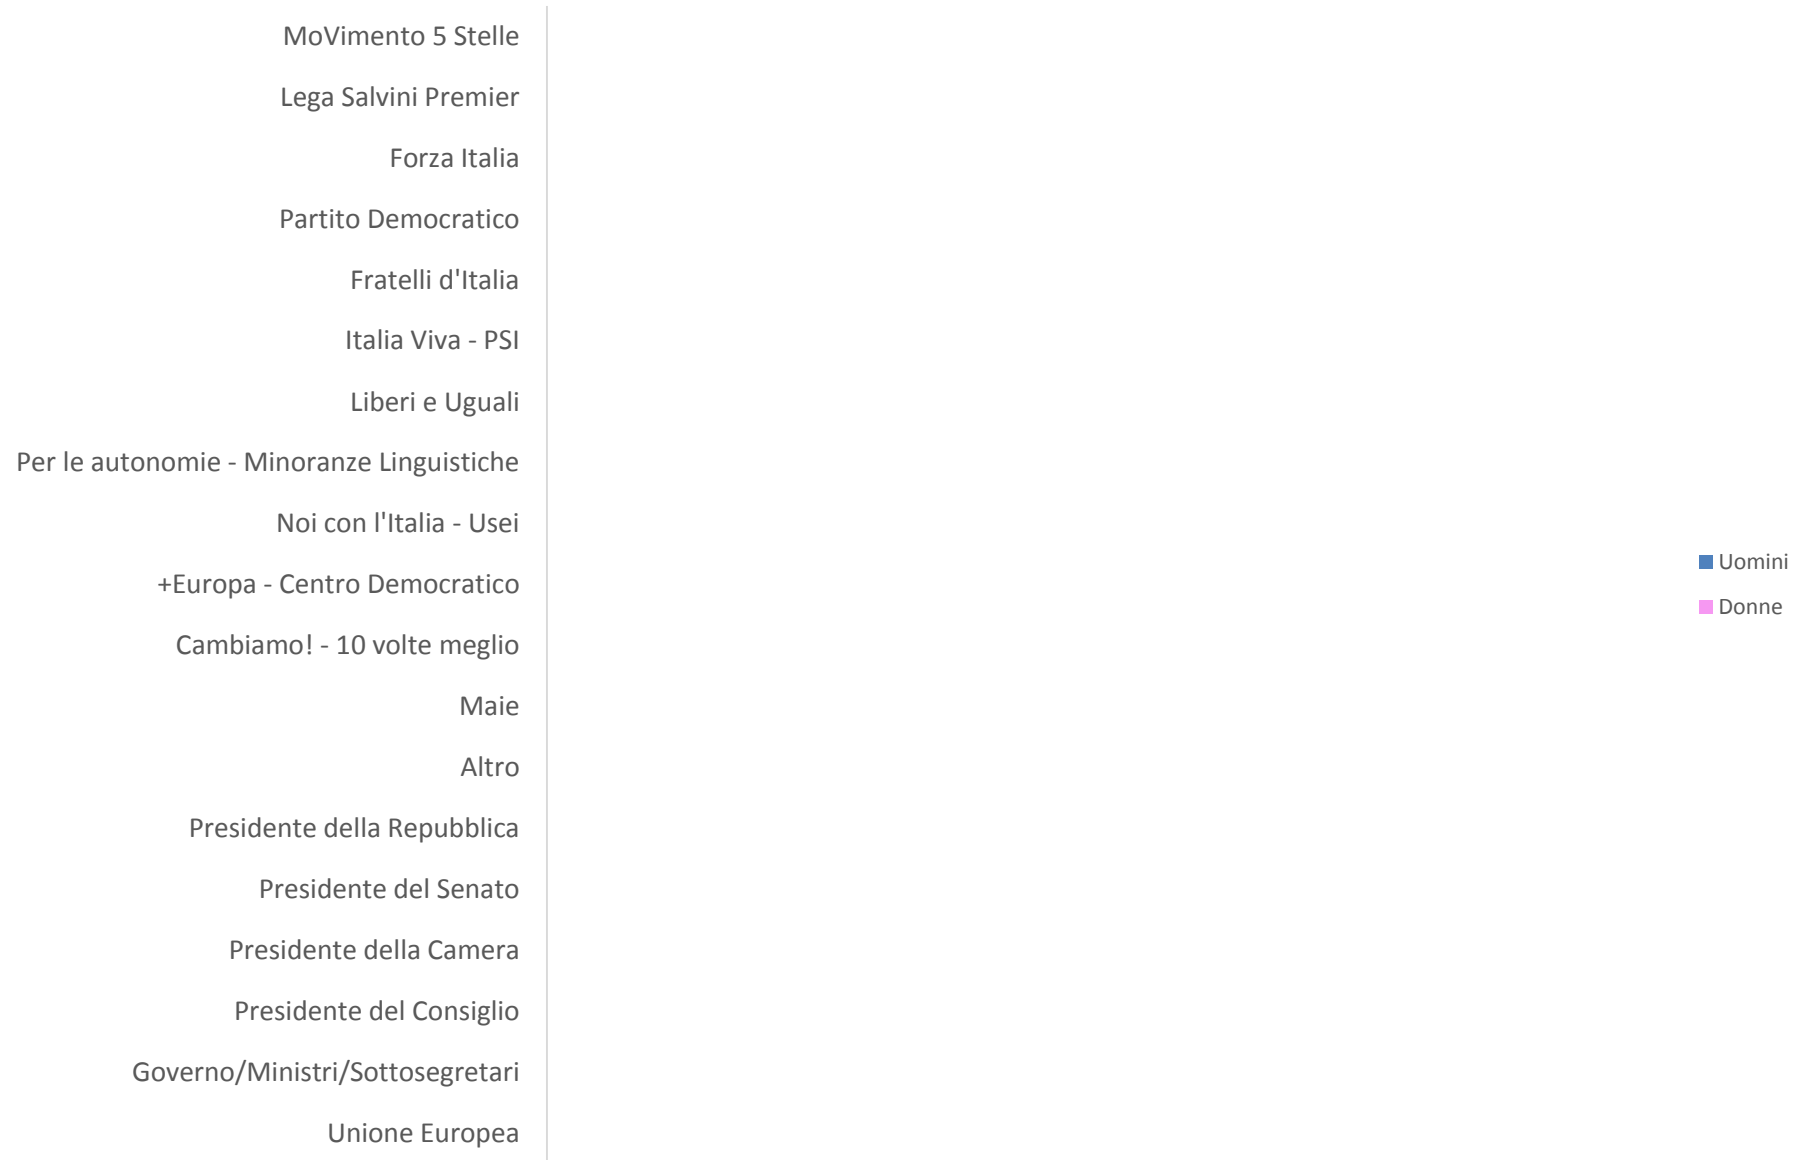 MoVimento 5 Stelle
Lega Salvini Premier
Forza Italia
Partito Democratico
Fratelli d'Italia
Italia Viva - PSI
Liberi e Uguali
Per le autonomie - Minoranze Linguistiche
Noi con l'Italia - Usei
+Europa - Centro Democratico
Cambiamo! - 10 volte meglio
Maie
Altro
Presidente della Repubblica
Presidente del Senato
Presidente della Camera
Presidente del Consiglio
Governo/Ministri/Sottosegretari
Unione Europea
Uomini
Donne